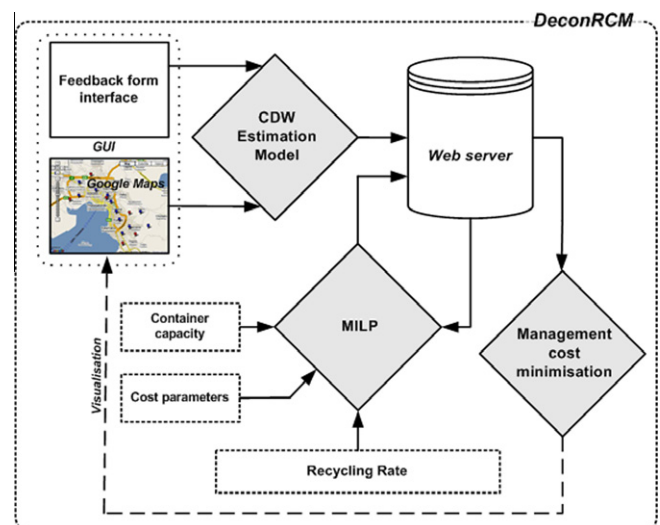 DeconRCM
Feedback form
interface
GUI
Google Maps
CDW
Estimation
Model
Web server
Container
capacity
MILP
Management
cost
minimisation
Cost parameters
Visualisation
Recycling Rate